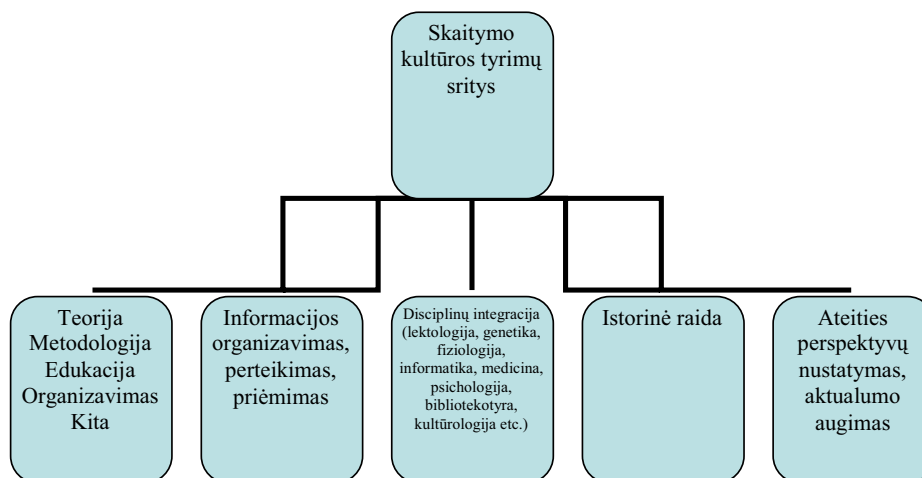 Skaitymo
kultūros tyrimų
sritys
Teorija
Metodologija
Edukacija
Organizavimas
Kita
Informacijos
organizavimas,
perteikimas,
priėmimas
Disciplinų integracija
(lektologija, genetika,
fiziologija,
informatika, medicina,
psichologija,
bibliotekotyra,
kultūrologija etc.)
Istorinė raida
Ateities
perspektyvų
nustatymas,
aktualumo
augimas